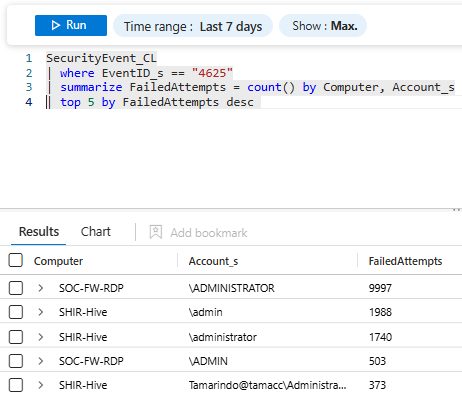 Run Time range : Last 7 days Show : Max.
1 SecurityEvent_CL
2 | where EventID_s == "4625"
3 | summarize FailedAttempts = count() by Computer, Account_s
4 | top 5 by FailedAttempts desc
Results Chart Add bookmark
Computer Account_s FailedAttempts
SOC-FW-RDP \ADMINISTRATOR 9997
SHIR-Hive \admin 1988
SHIR-Hive \administrator 1740
SOC-FW-RDP \ADMIN 503
SHIR-Hive Tamarindo@tamacc\Administra... 373